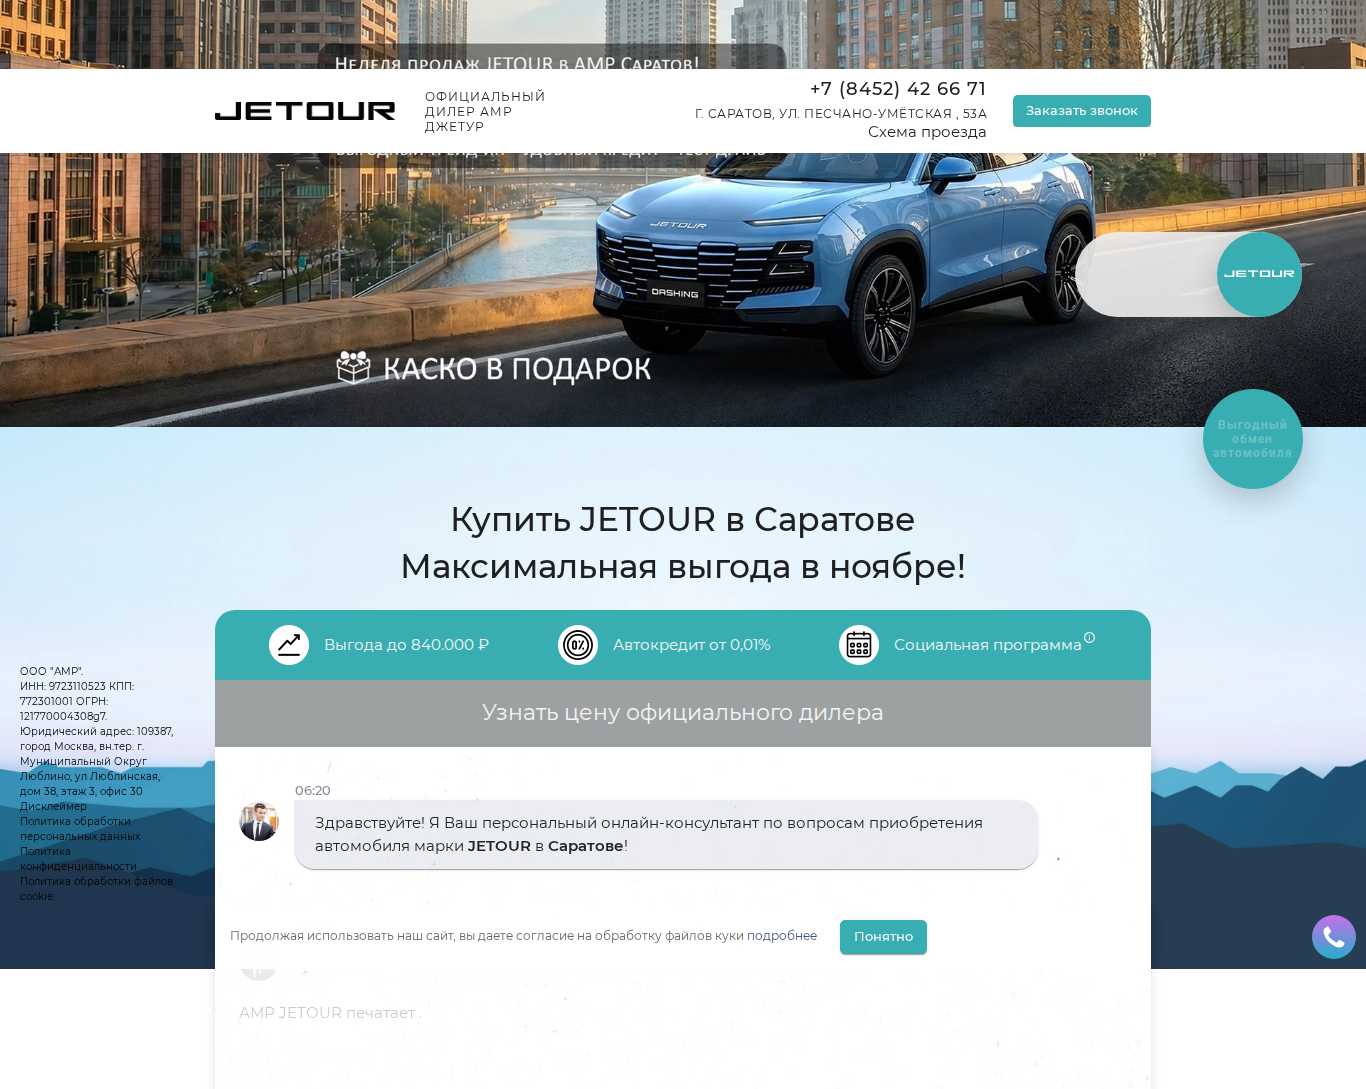 Неделя продаж JETOUR в АМР Саратов!
JETOUR
ОФИЦИАЛЬНЫЙ
ДИЛЕР АМР
ДЖЕТУР
+7 (8452) 42 66 71
Г. САРАТОВ, УЛ. ПЕСЧАНО-УМЁТСКАЯ , 53А
Схема проезда
Заказать звонок
JETOUR
DASHING
JETOUR
КАСКО В ПОДАРОК
Выгодный
обмен
автомобиля
Купить JETOUR в Саратове
Максимальная выгода в ноябре!
Выгода до 840.000 ₽
0%
Автокредит от 0,01%
Социальная программа
Узнать цену официального дилера
ООО "АМР".
ИНН: 9723110523 КПП:
772301001 ОГРН:
121770004308g7.
Юридический адрес: 109387,
город Москва, вн.тер. г.
Муниципальный Округ
Люблино, ул Люблинская,
дом 38, этаж 3, офис 30
Дисклеймер
Политика обработки
персональных данных
Политика
конфиденциальности
Политика обработки файлов
cookie
06:20
Здравствуйте! Я Ваш персональный онлайн-консультант по вопросам приобретения
автомобиля марки JETOUR в Саратове!
Продолжая использовать наш сайт, вы даете согласие на обработку файлов куки подробнее
Понятно
АМР JETOUR печатает .